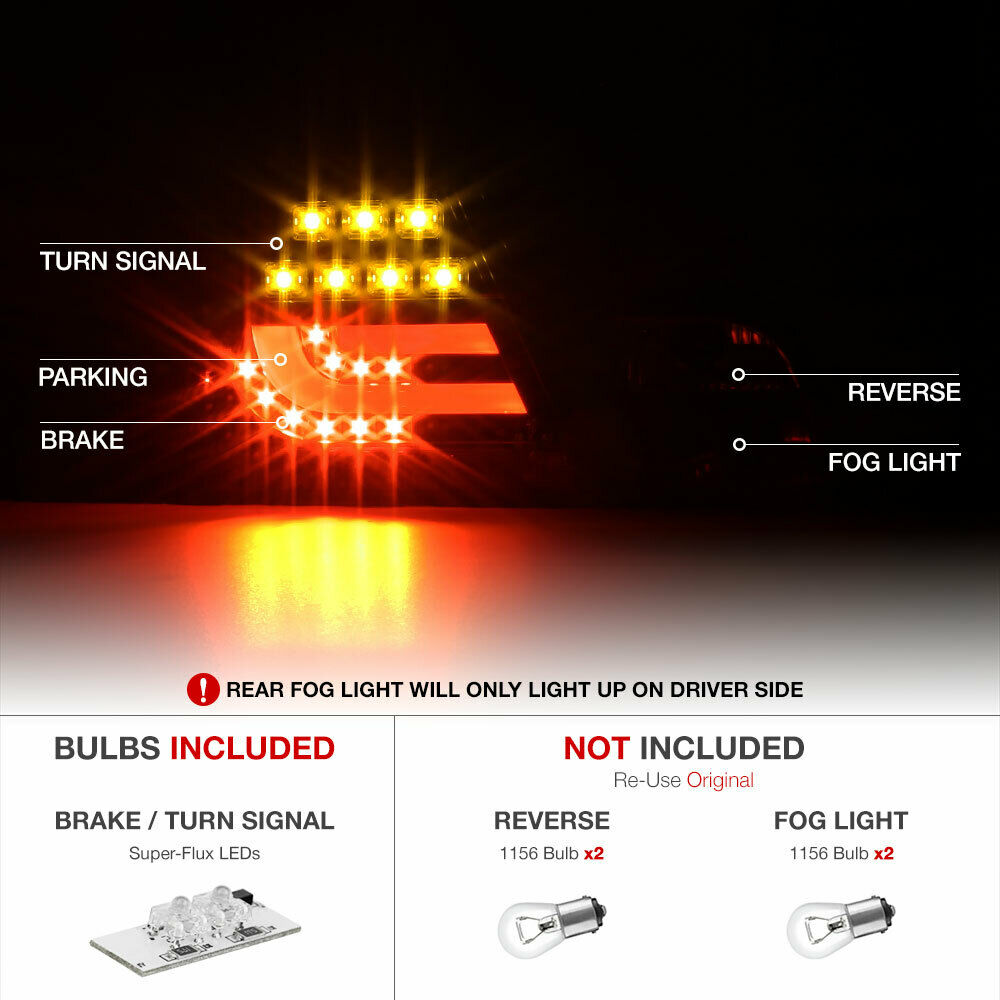 TURN SIGNAL
PARKING
BRAKE
REVERSE
FOG LIGHT
! REAR FOG LIGHT WILL ONLY LIGHT UP ON DRIVER SIDE
BULBS INCLUDED
BRAKE / TURN SIGNAL
Super-Flux LEDs
NOT INCLUDED
Re-Use Original
REVERSE
1156 Bulb x2
FOG LIGHT
1156 Bulb x2